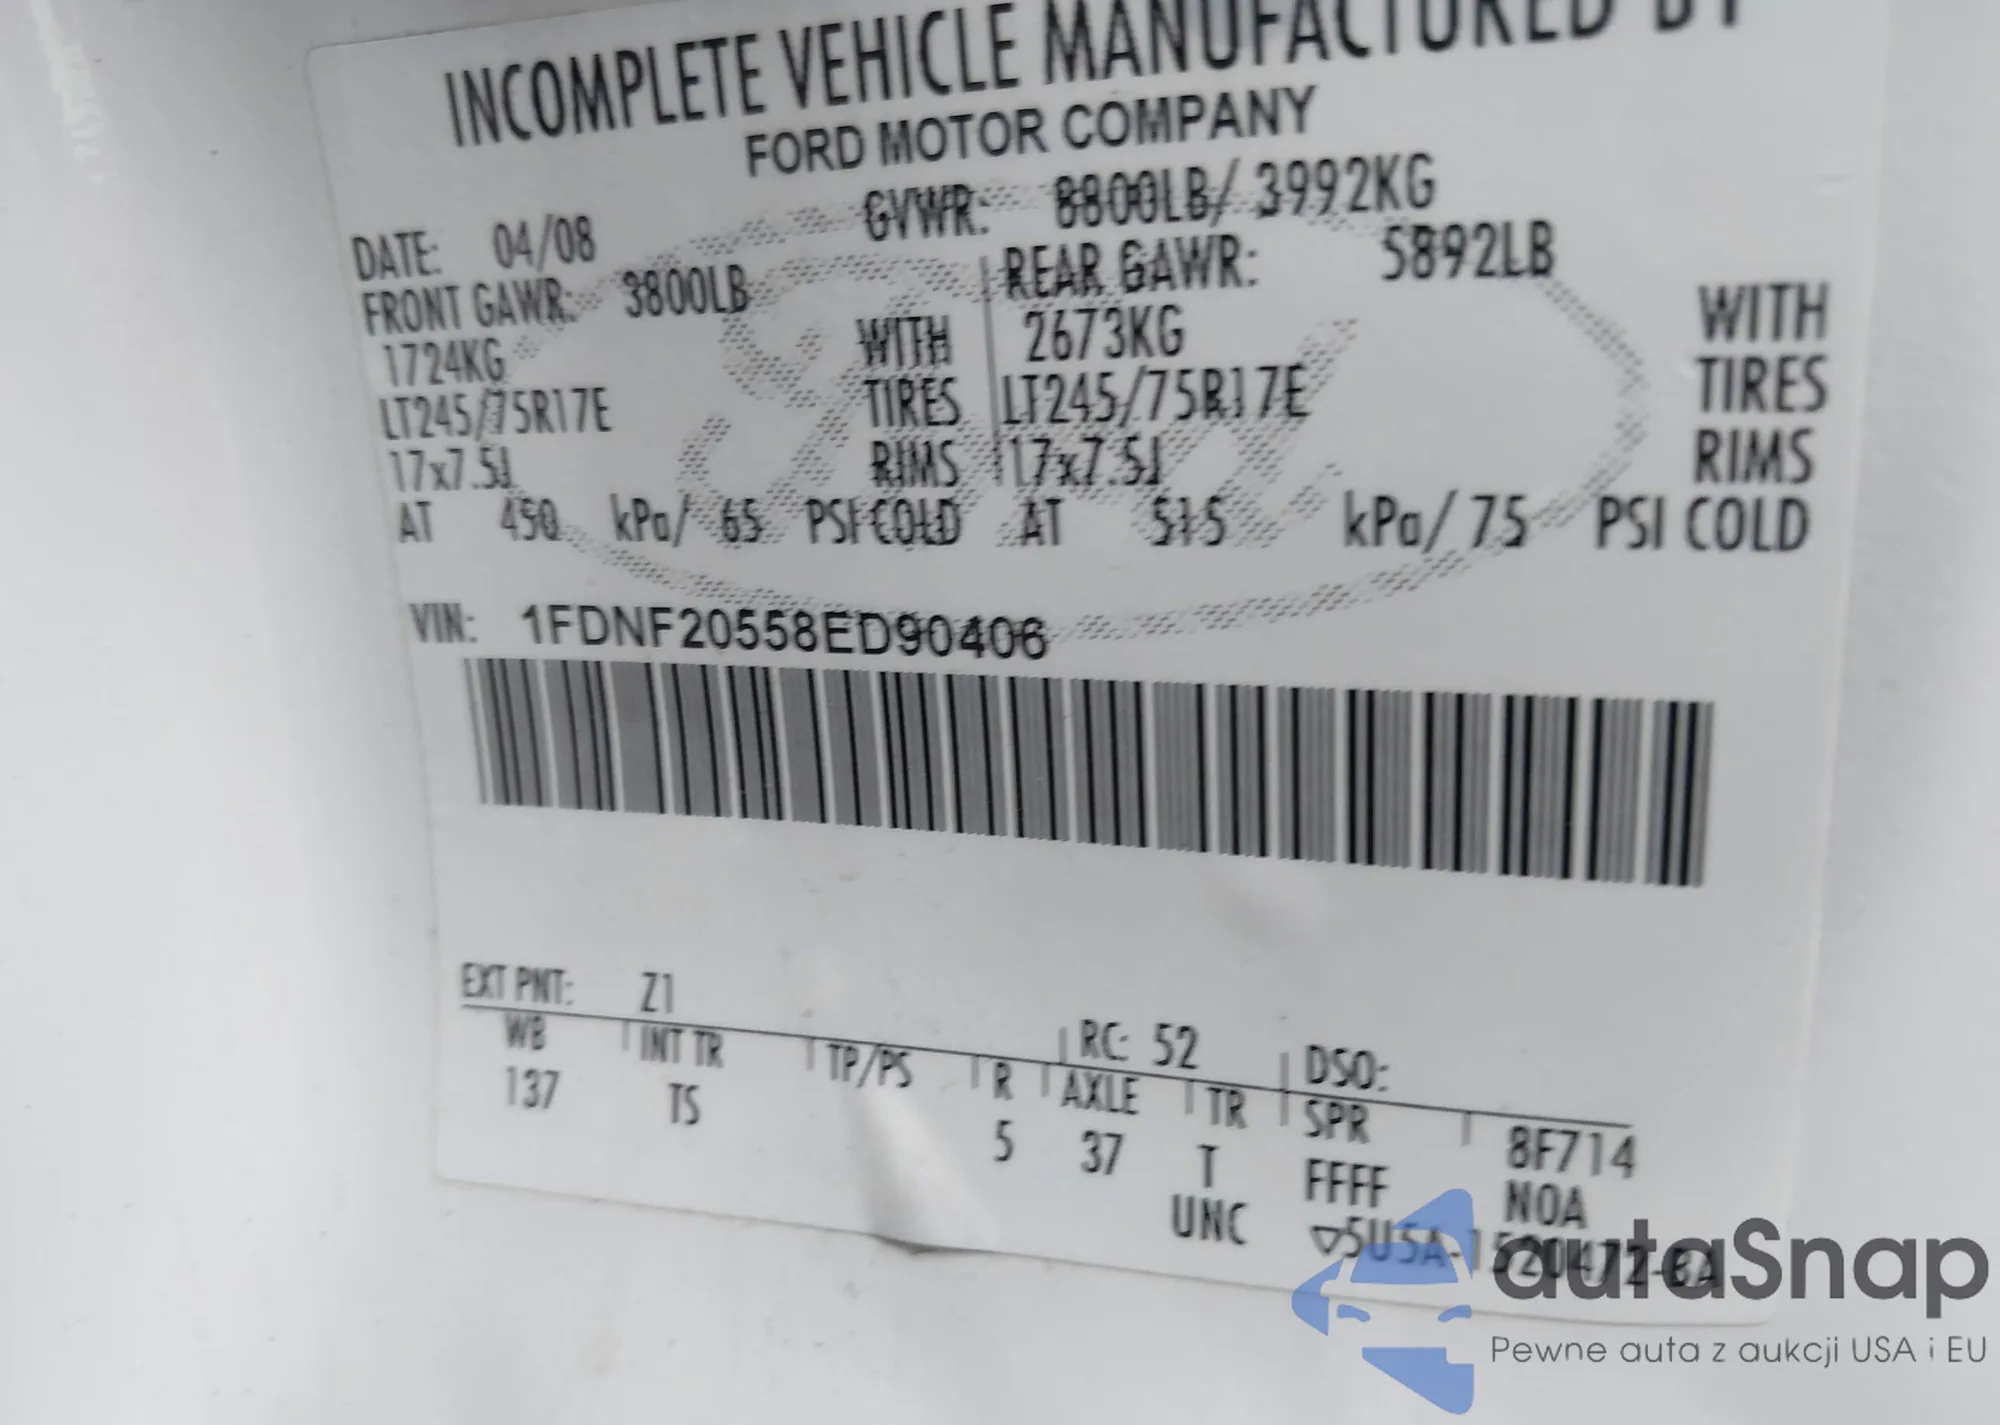 INCOMPLETE VEHICLE MANUFACTURED BY
FORD MOTOR COMPANY
DATE: 04/08 GVWR: 8800LB/ 3992KG
FRONT GAWR: 3800LB REAR GAWR: 5892LB
1724KG WITH 2673KG WITH
LT245/75R17E TIRES LT245/75R17E TIRES
17x7.5J RIMS 17x7.5J RIMS
AT 450 kPa/ 65 PSI COLD AT 515 kPa/ 75 PSI COLD
VIN: 1FDNF20558ED90406
EXT PNT: Z1 RC: 52 DSO:
WB INT TR TP/PS R AXLE TR SPR 8F714
137 TS 5 37 T FFFF NOA
UNC ▽5U5A-1520472-BA
autaSnap
Pewne auta z aukcji USA i EU